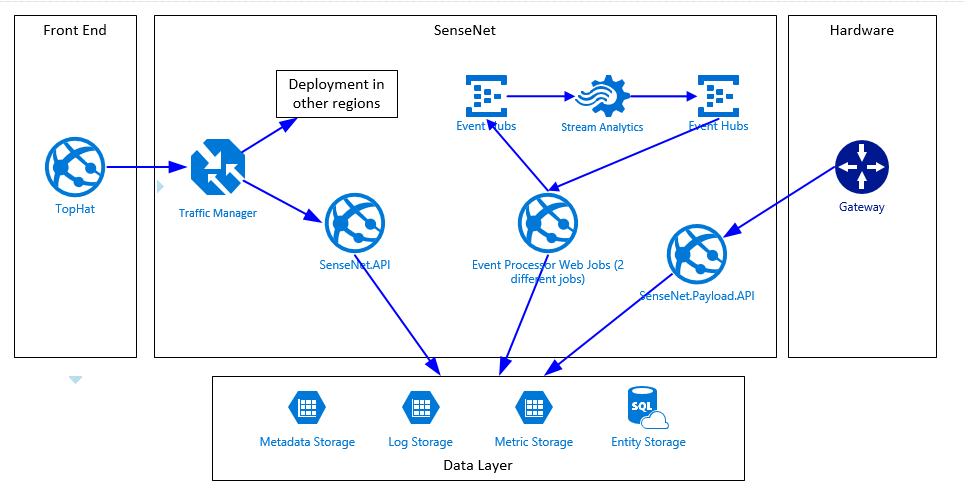 Front End
SenseNet
Hardware
Deployment in
other regions
Event Hubs
Stream Analytics
Event Hubs
TopHat
Traffic Manager
Gateway
SenseNet.API
Event Processor Web Jobs (2
different jobs)
SenseNet.Payload.API
SQL
Metadata Storage
Log Storage
Metric Storage
Entity Storage
Data Layer